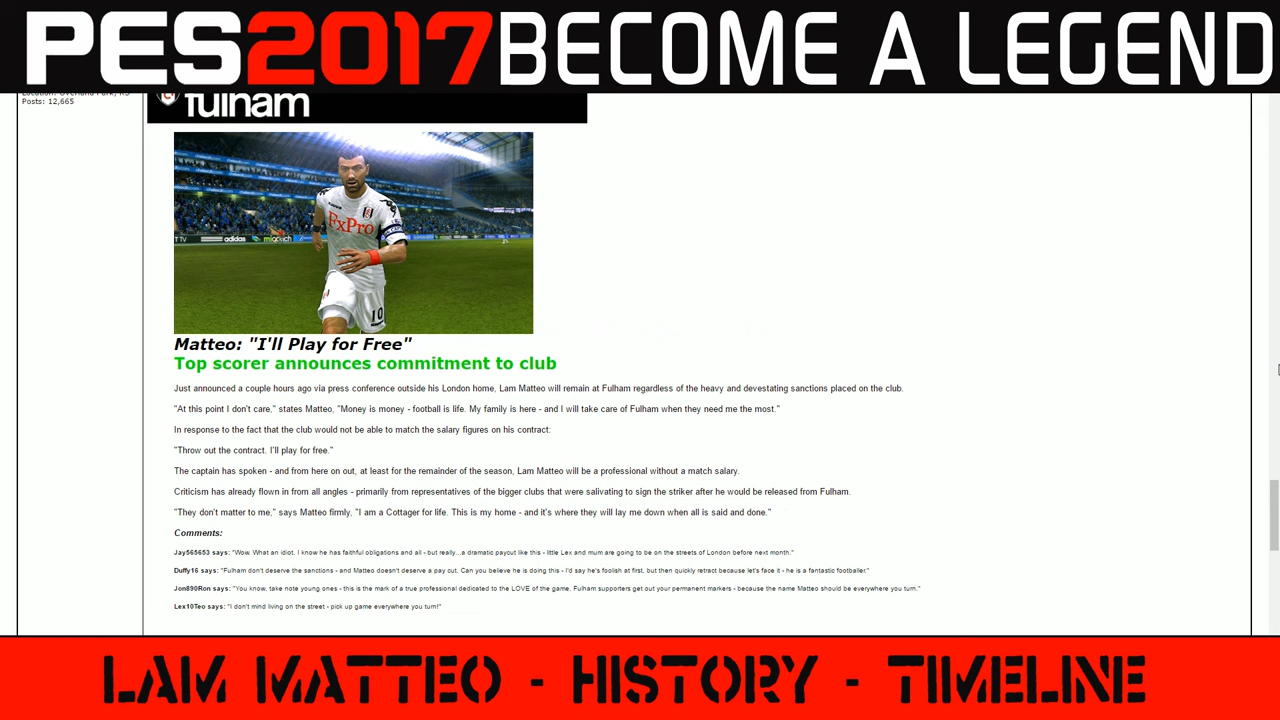 PES2017 BECOME A LEGEND
Location: Overland Park, KS
Posts: 12,665
fulham
TV adidas
FxPro
10
Matteo: "I'll Play for Free"
Top scorer announces commitment to club
Just announced a couple hours ago via press conference outside his London home, Lam Matteo will remain at Fulham regardless of the heavy and devestating sanctions placed on the club.
"At this point I don't care," states Matteo, "Money is money - football is life. My family is here - and I will take care of Fulham when they need me the most."
In response to the fact that the club would not be able to match the salary figures on his contract:
"Throw out the contract. I'll play for free."
The captain has spoken - and from here on out, at least for the remainder of the season, Lam Matteo will be a professional without a match salary.
Criticism has already flown in from all angles - primarily from representatives of the bigger clubs that were salivating to sign the striker after he would be released from Fulham.
"They don't matter to me," says Matteo firmly, "I am a Cottager for life. This is my home - and it's where they will lay me down when all is said and done."
Comments:
Jay565653 says: "Wow. What an idiot. I know he has faithful obligations and all - but really...a dramatic paycut like this - little Lex and mum are going to be on the streets of London before next month."
Duffy16 says: "Fulham don't deserve the sanctions - and Matteo doesn't deserve a pay cut. Can you believe he is doing this - I'd say he's foolish at first, but then quickly retract because let's face it - he is a fantastic footballer."
Jon890Ron says: "You know, take note young ones - this is the mark of a true professional dedicated to the LOVE of the game. Fulham supporters get out your permanent markers - because the name Matteo should be everywhere you turn."
Lex10Teo says: "I don't mind living on the street - pick up game everywhere you turn!"
LAM MATTEO - HISTORY - TIMELINE